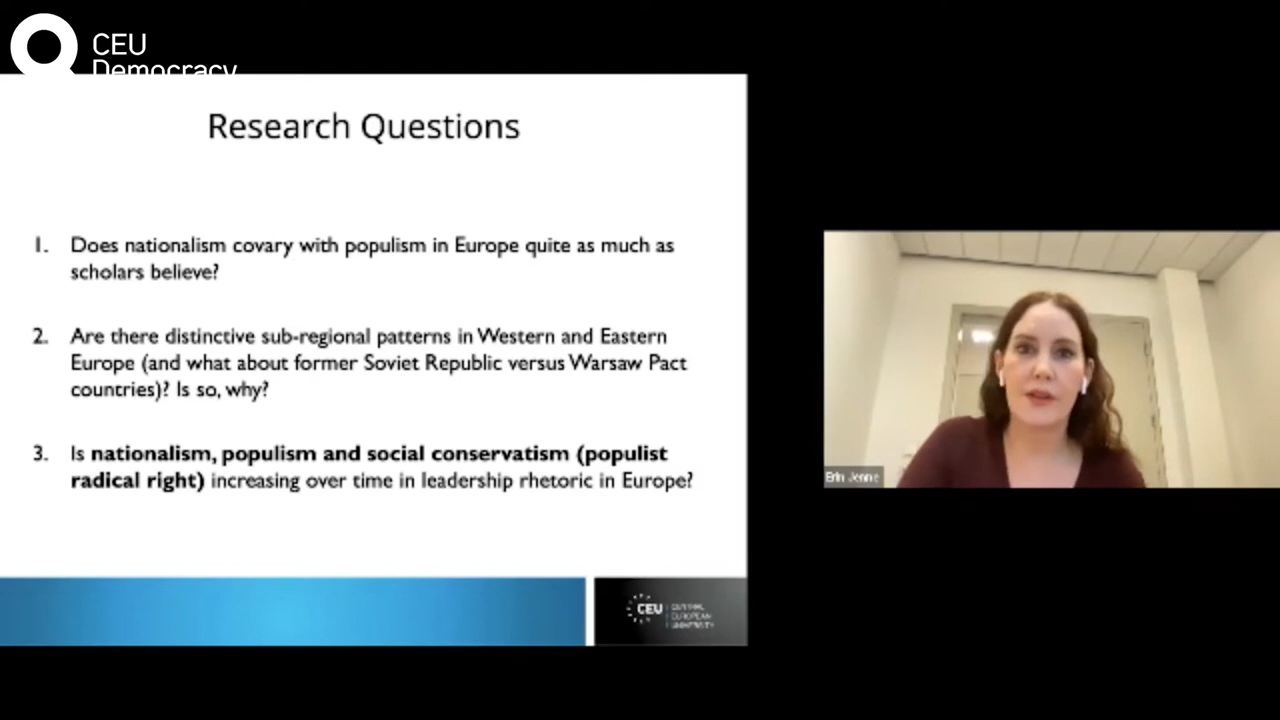 CEU
Democracy
Research Questions
1. Does nationalism covary with populism in Europe quite as much as
scholars believe?
2. Are there distinctive sub-regional patterns in Western and Eastern
Europe (and what about former Soviet Republic versus Warsaw Pact
countries)? Is so, why?
3. Is nationalism, populism and social conservatism (populist
radical right) increasing over time in leadership rhetoric in Europe?
Erin Jenne
CEU
CENTRAL
EUROPEAN
UNIVERSITY